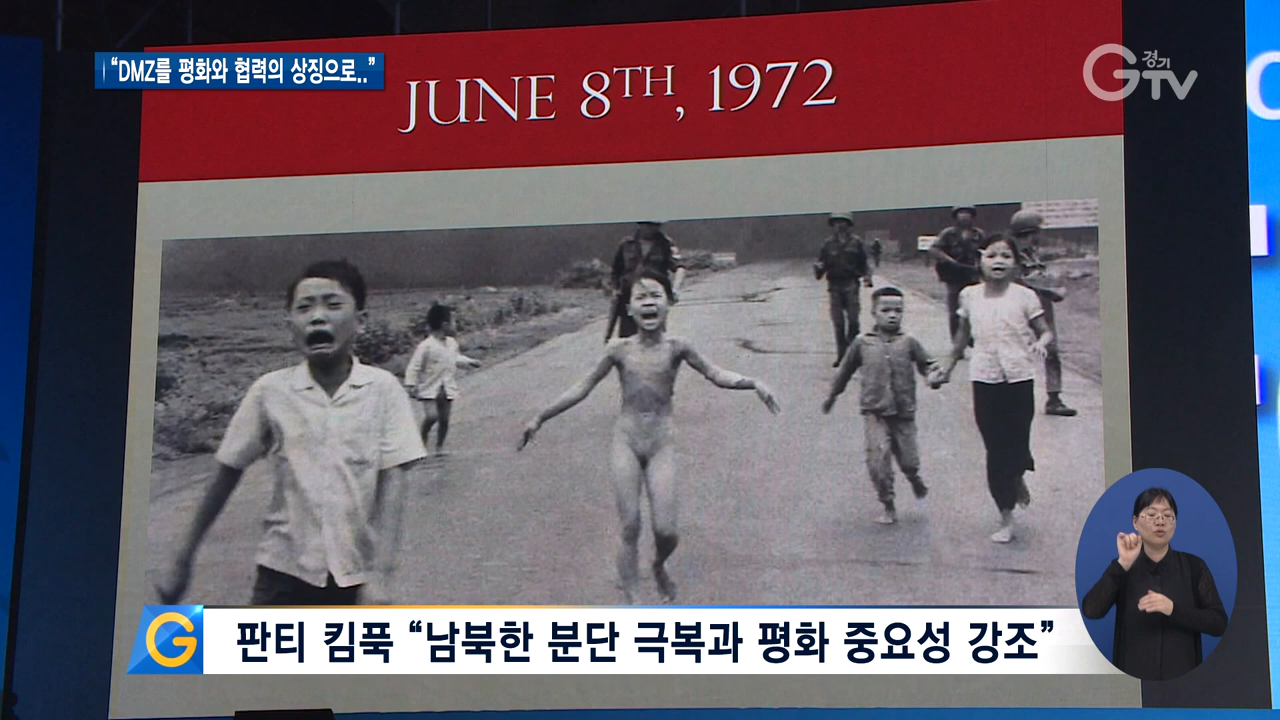 “DMZ를 평화와 협력의 상징으로..”
경기
GTV
JUNE 8TH, 1972
G
판티 킴푹 “남북한 분단 극복과 평화 중요성 강조”